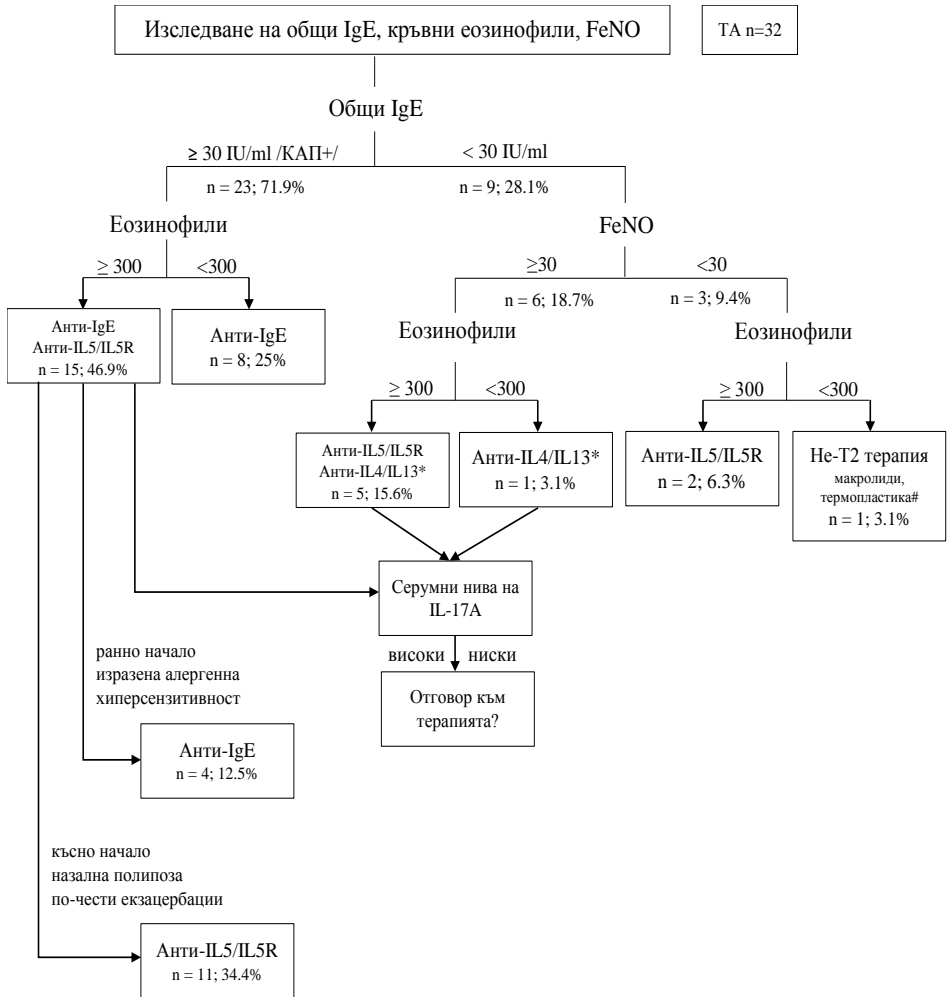 Изследване на общи IgE, кръвни еозинофили, FeNO
ТА n=32
Общи IgE
≥ 30 IU/ml /КАП+/
< 30 IU/ml
n = 23; 71.9%
n = 9; 28.1%
Еозинофили
FeNO
≥ 300
<300
≥30
<30
n = 6; 18.7%
n = 3; 9.4%
Анти-IgE
Анти-IL5/IL5R
n = 15; 46.9%
Анти-IgE
n = 8; 25%
Еозинофили
Еозинофили
≥ 300
<300
≥ 300
<300
Анти-IL5/IL5R
Анти-IL4/IL13*
n = 5; 15.6%
Анти-IL4/IL13*
n = 1; 3.1%
Анти-IL5/IL5R
n = 2; 6.3%
Не-Т2 терапия
макролиди,
термопластика#
n = 1; 3.1%
Серумни нива на
IL-17A
високи
ниски
Отговор към
терапията?
ранно начало
изразена алергенна
хиперсензитивност
Анти-IgE
n = 4; 12.5%
късно начало
назална полипоза
по-чести екзацербации
Анти-IL5/IL5R
n = 11; 34.4%